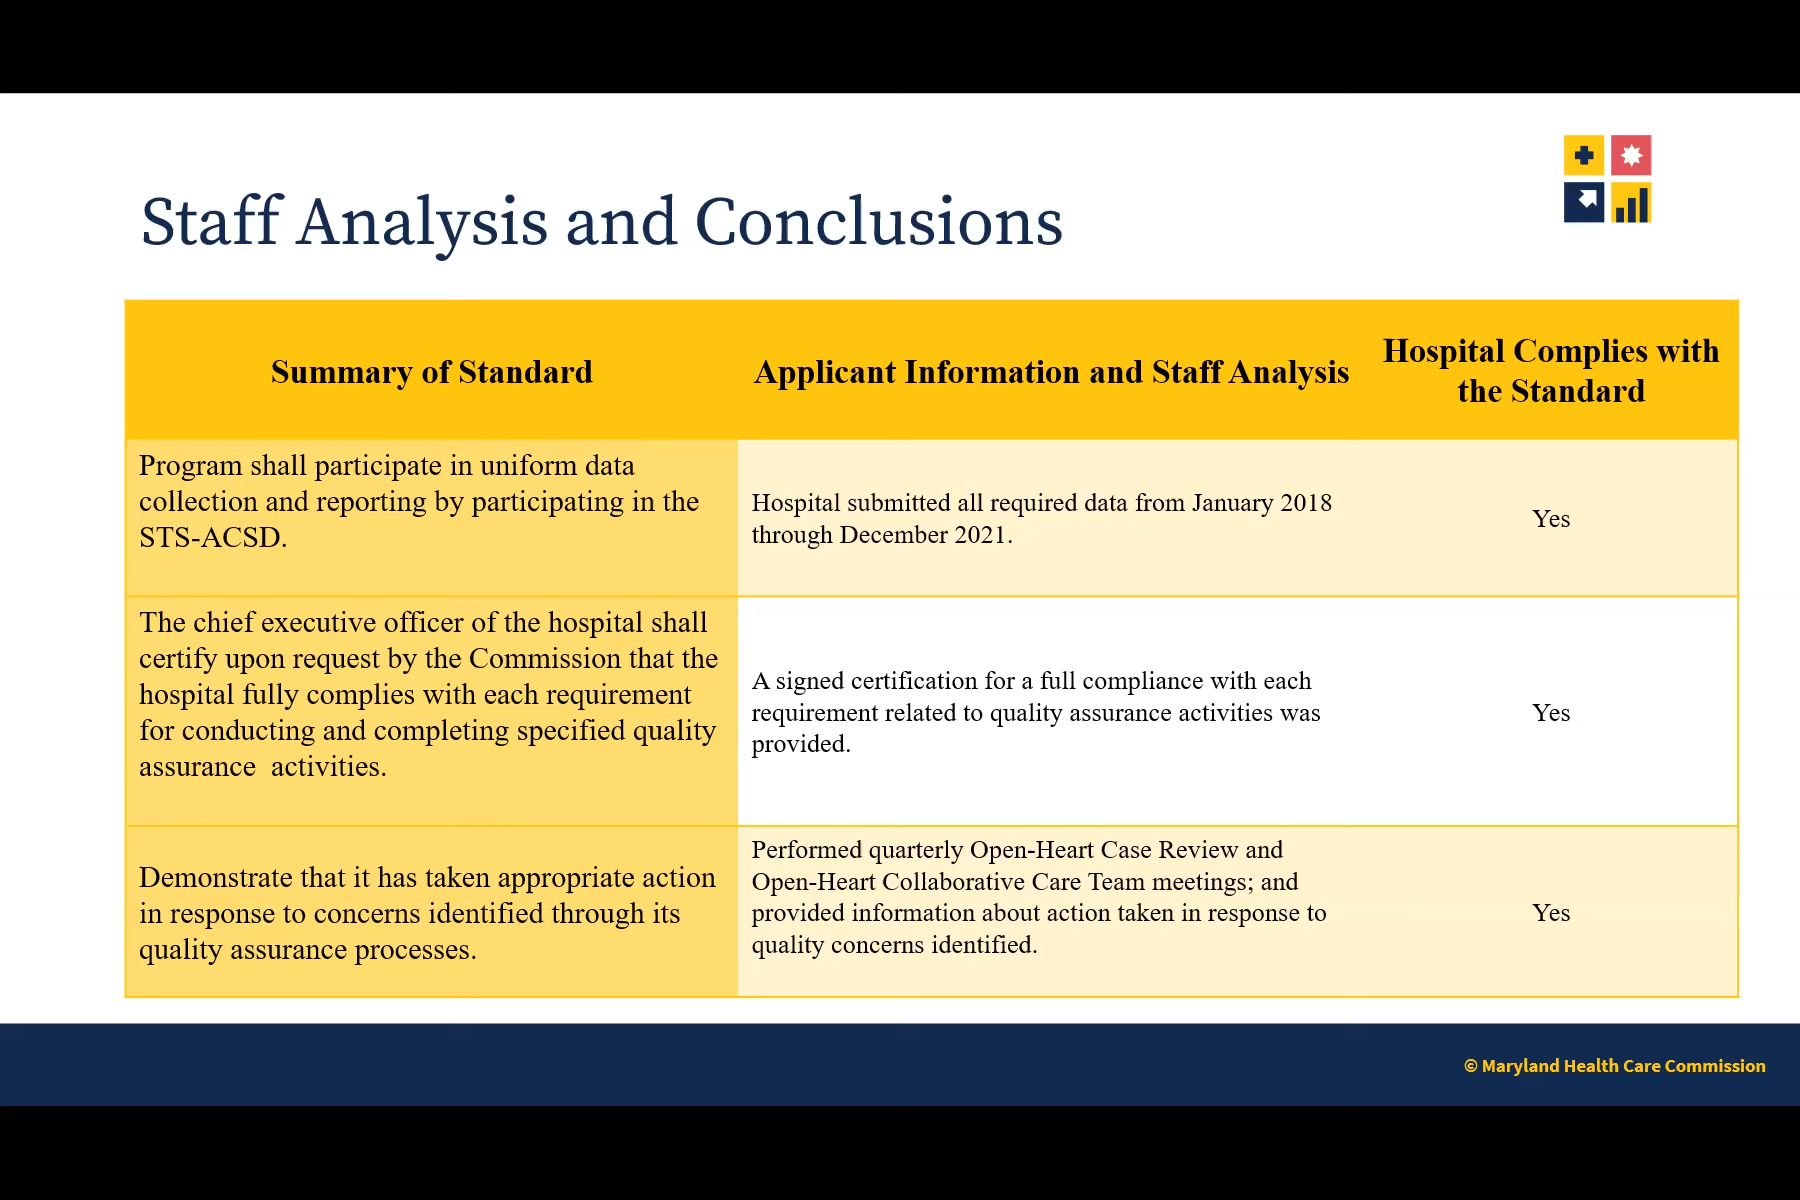 Staff Analysis and Conclusions
Summary of Standard
Applicant Information and Staff Analysis
Hospital Complies with
the Standard
Program shall participate in uniform data
collection and reporting by participating in the
STS-ACSD.
Hospital submitted all required data from January 2018
through December 2021.
Yes
The chief executive officer of the hospital shall
certify upon request by the Commission that the
hospital fully complies with each requirement
for conducting and completing specified quality
assurance  activities.
A signed certification for a full compliance with each
requirement related to quality assurance activities was
provided.
Yes
Demonstrate that it has taken appropriate action
in response to concerns identified through its
quality assurance processes.
Performed quarterly Open-Heart Case Review and
Open-Heart Collaborative Care Team meetings; and
provided information about action taken in response to
quality concerns identified.
Yes
© Maryland Health Care Commission